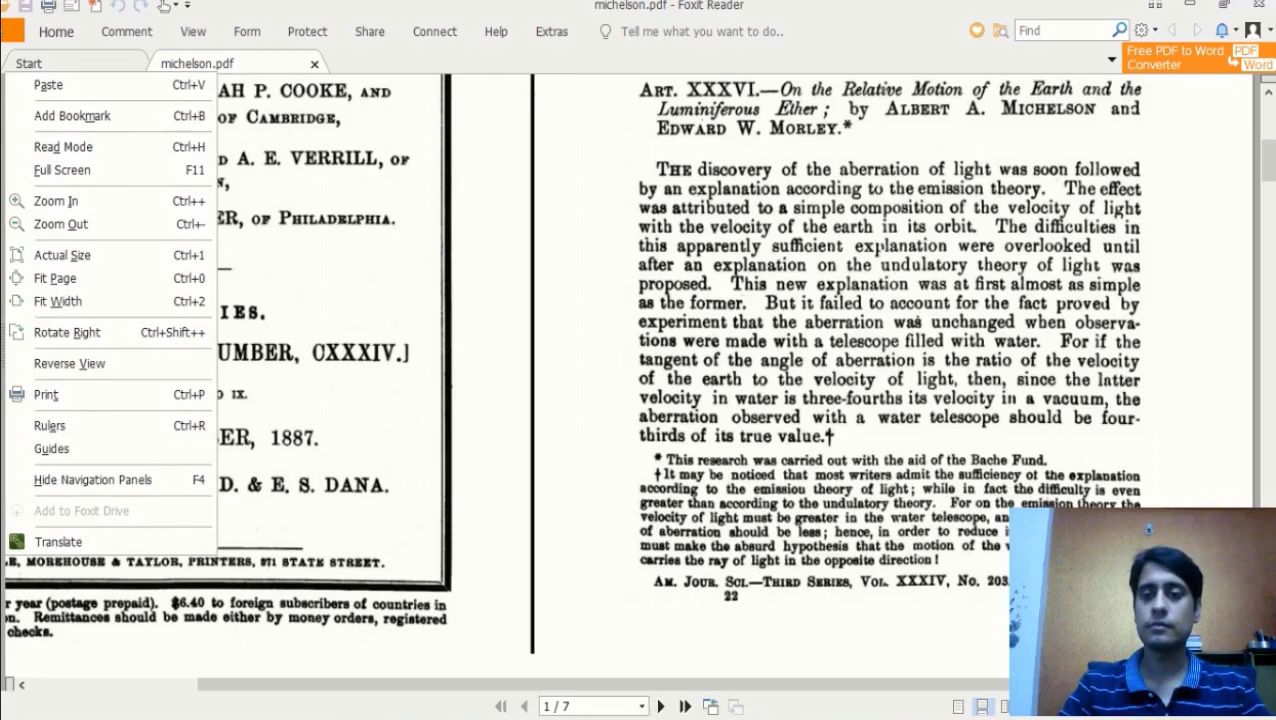 michelson.pdf - Foxit Reader
Home Comment View Form Protect Share Connect Help Extras Tell me what you want to do.. Find
Free PDF to Word
Converter
PDF
Word
Start michelson.pdf
Paste Ctrl+V
Add Bookmark Ctrl+B
Read Mode Ctrl+H
Full Screen F11
Zoom In Ctrl++
Zoom Out Ctrl+-
Actual Size Ctrl+1
Fit Page Ctrl+0
Fit Width Ctrl+2
Rotate Right Ctrl+Shift++
Reverse View
Print Ctrl+P
Rulers Ctrl+R
Guides
Hide Navigation Panels F4
Add to Foxit Drive
Translate
AH P. COOKE, AND
OF CAMBRIDGE,
D A. E. VERRILL, OF
ER, OF PHILADELPHIA.
IES.
UMBER, CXXXIV.]
IX.
ER, 1887.
D. & E. S. DANA.
MOREHOUSE & TAYLOR, PRINTERS, 371 STATE STREET.
r year (postage prepaid). $6.40 to foreign subscribers of countries in
on. Remittances should be made either by money orders, registered
checks.
ART. XXXVI.—On the Relative Motion of the Earth and the
Luminiferous Ether; by ALBERT A. MICHELSON and
EDWARD W. MORLEY.*
THE discovery of the aberration of light was soon followed
by an explanation according to the emission theory. The effect
was attributed to a simple composition of the velocity of light
with the velocity of the earth in its orbit. The difficulties in
this apparently sufficient explanation were overlooked until
after an explanation on the undulatory theory of light was
proposed. This new explanation was at first almost as simple
as the former. But it failed to account for the fact proved by
experiment that the aberration was unchanged when observa-
tions were made with a telescope filled with water. For if the
tangent of the angle of aberration is the ratio of the velocity
of the earth to the velocity of light, then, since the latter
velocity in water is three-fourths its velocity in a vacuum, the
aberration observed with a water telescope should be four-
thirds of its true value.†
* This research was carried out with the aid of the Bache Fund.
† It may be noticed that most writers admit the sufficiency of the explanation
according to the emission theory of light; while in fact the difficulty is even
greater than according to the undulatory theory. For on the emission theory the
velocity of light must be greater in the water telescope, an
of aberration should be less; hence, in order to reduce i
must make the absurd hypothesis that the motion of the
carries the ray of light in the opposite direction!
AM. JOUR. SCI.—THIRD SERIES, VOL. XXXIV, NO. 203
22
1 / 7